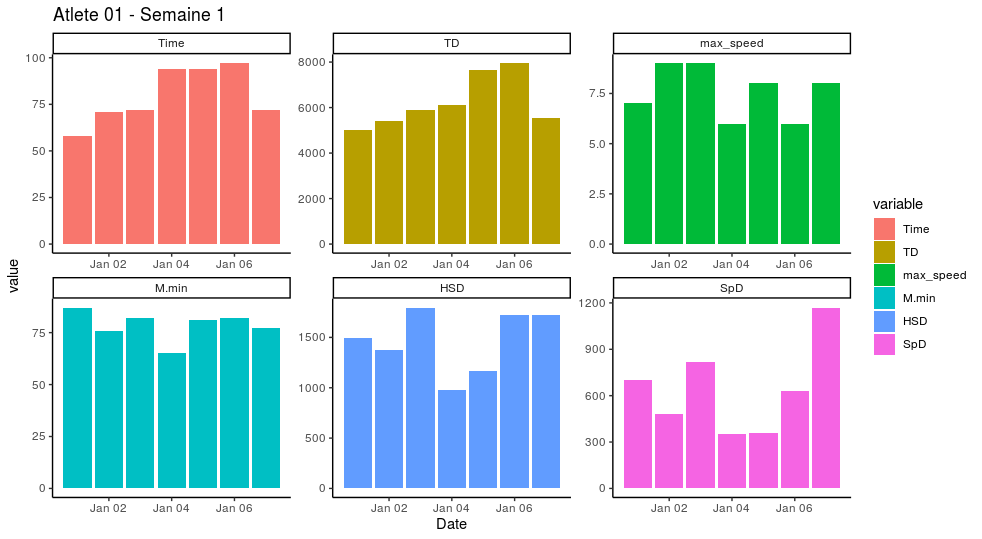 Atlete 01 - Semaine 1
Time
TD
max_speed
100
75
50
25
0
8000
6000
4000
2000
0
7.5
5.0
2.5
0.0
Jan 02 Jan 04 Jan 06
Jan 02 Jan 04 Jan 06
Jan 02 Jan 04 Jan 06
value
M.min
HSD
SpD
75
50
25
0
1500
1000
500
0
1200
900
600
300
0
Jan 02 Jan 04 Jan 06
Jan 02 Jan 04 Jan 06
Jan 02 Jan 04 Jan 06
Date
variable
Time
TD
max_speed
M.min
HSD
SpD